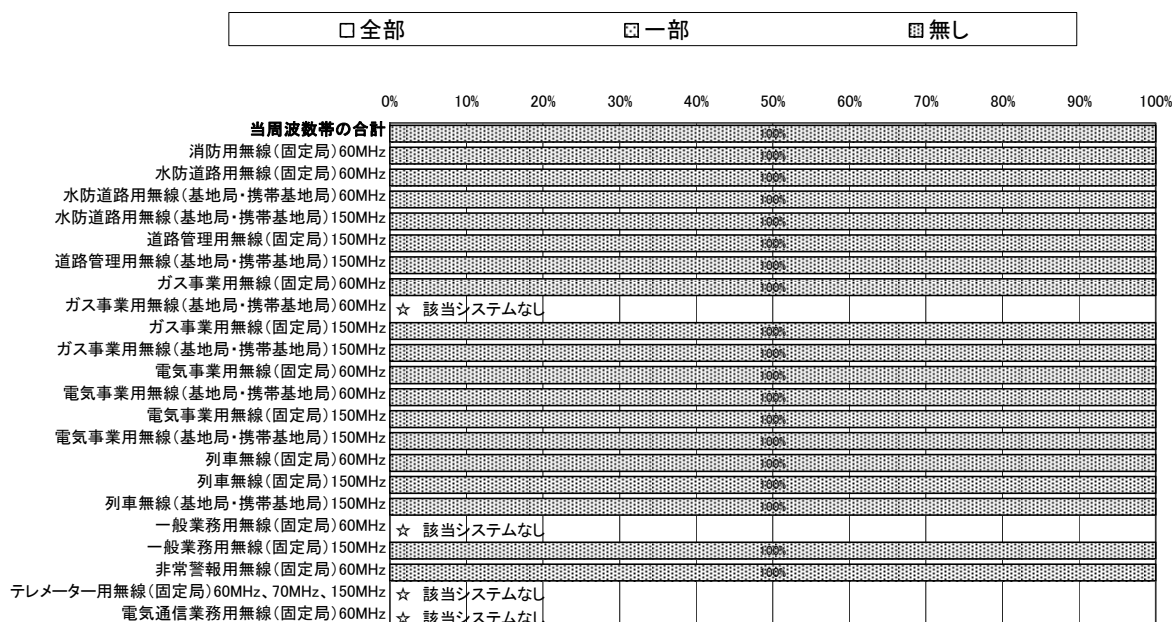 □全部 一部 無し
0% 10% 20% 30% 40% 50% 60% 70% 80% 90% 100%
当周波数帯の合計 100%
消防用無線(固定局)60MHz 100%
水防道路用無線(固定局)60MHz 100%
水防道路用無線(基地局・携帯基地局)60MHz 100%
水防道路用無線(基地局・携帯基地局)150MHz 100%
道路管理用無線(固定局)150MHz 100%
道路管理用無線(基地局・携帯基地局)150MHz 100%
ガス事業用無線(固定局)60MHz 100%
ガス事業用無線(基地局・携帯基地局)60MHz ☆ 該当システムなし
ガス事業用無線(固定局)150MHz 100%
ガス事業用無線(基地局・携帯基地局)150MHz 100%
電気事業用無線(固定局)60MHz 100%
電気事業用無線(基地局・携帯基地局)60MHz 100%
電気事業用無線(固定局)150MHz 100%
電気事業用無線(基地局・携帯基地局)150MHz 100%
列車無線(固定局)60MHz 100%
列車無線(固定局)150MHz 100%
列車無線(基地局・携帯基地局)150MHz 100%
一般業務用無線(固定局)60MHz ☆ 該当システムなし
一般業務用無線(固定局)150MHz 100%
非常警報用無線(固定局)60MHz 100%
テレメーター用無線(固定局)60MHz、70MHz、150MHz ☆ 該当システムなし
電気通信業務用無線(固定局)60MHz ☆ 該当システムなし